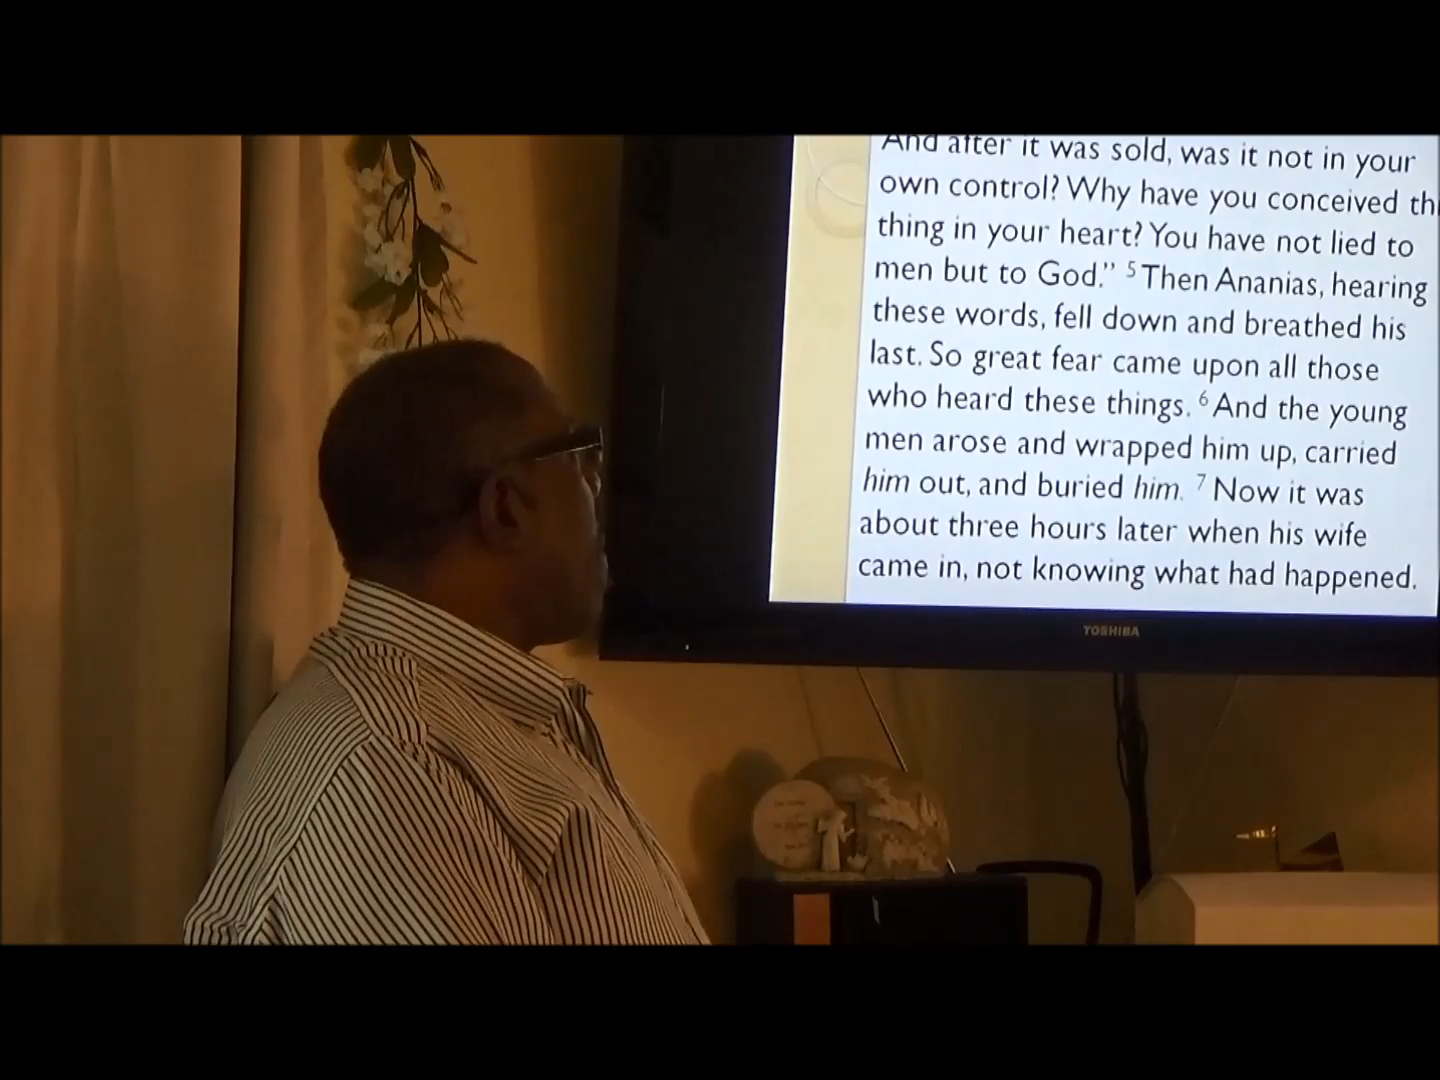 And after it was sold, was it not in your
own control? Why have you conceived
thing in your heart? You have not lied to
men but to God.” 5 Then Ananias, hearing
these words, fell down and breathed his
last. So great fear came upon all those
who heard these things. 6 And the young
men arose and wrapped him up, carried
him out, and buried him. 7 Now it was
about three hours later when his wife
came in, not knowing what had happened.
TOSHIBA